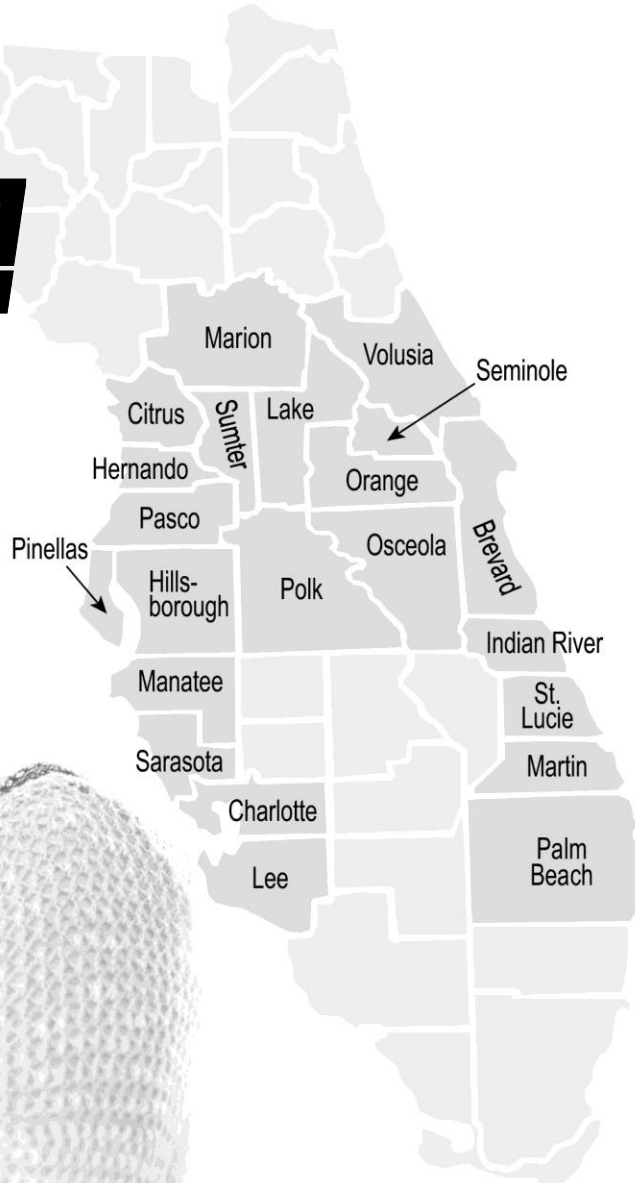 Marion
Volusia
Seminole
Citrus
Sumter
Lake
Hernando
Orange
Pasco
Osceola
Brevard
Pinellas
Hills-
borough
Polk
Indian River
Manatee
St.
Lucie
Sarasota
Martin
Charlotte
Palm
Beach
Lee